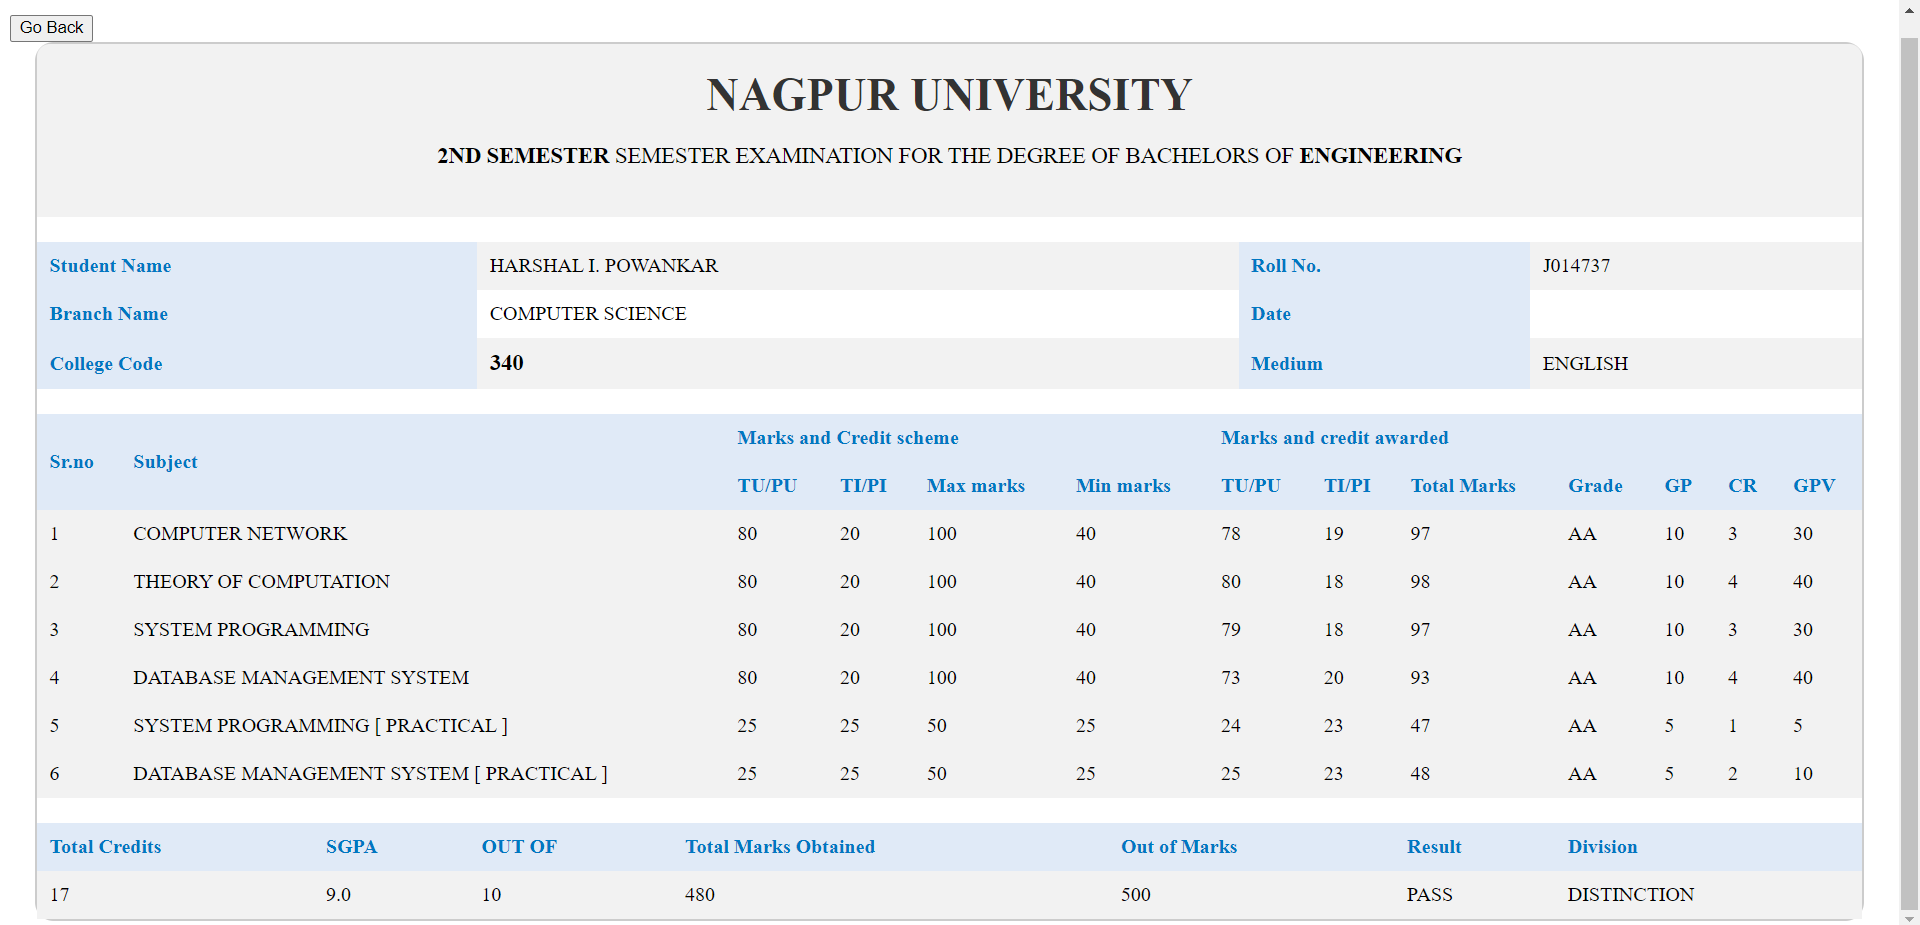 Go Back
NAGPUR UNIVERSITY
2ND SEMESTER SEMESTER EXAMINATION FOR THE DEGREE OF BACHELORS OF ENGINEERING
Student Name HARSHAL I. POWANKAR Roll No. J014737
Branch Name COMPUTER SCIENCE Date
College Code 340 Medium ENGLISH
Marks and Credit scheme Marks and credit awarded
Sr.no Subject
TU/PU TI/PI Max marks Min marks TU/PU TI/PI Total Marks Grade GP CR GPV
1 COMPUTER NETWORK 80 20 100 40 78 19 97 AA 10 3 30
2 THEORY OF COMPUTATION 80 20 100 40 80 18 98 AA 10 4 40
3 SYSTEM PROGRAMMING 80 20 100 40 79 18 97 AA 10 3 30
4 DATABASE MANAGEMENT SYSTEM 80 20 100 40 73 20 93 AA 10 4 40
5 SYSTEM PROGRAMMING [ PRACTICAL ] 25 25 50 25 24 23 47 AA 5 1 5
6 DATABASE MANAGEMENT SYSTEM [ PRACTICAL ] 25 25 50 25 25 23 48 AA 5 2 10
Total Credits SGPA OUT OF Total Marks Obtained Out of Marks Result Division
17 9.0 10 480 500 PASS DISTINCTION